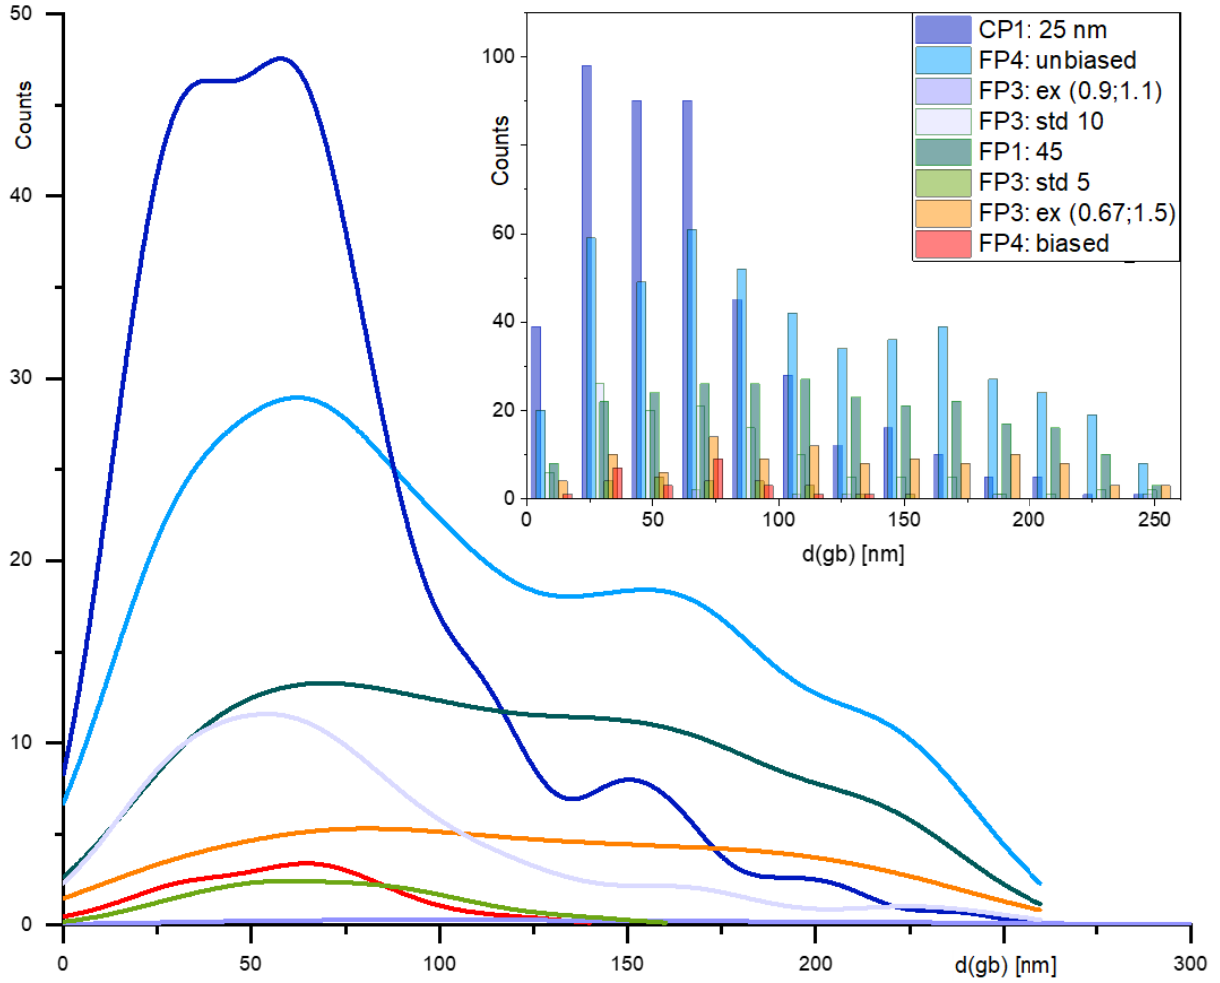 50
40
30
20
10
0
Counts
0
50
100
150
200
d(gb) [nm]
300
100
60
40
20
0
Counts
0
50
100
150
200
250
d(gb) [nm]
CP1: 25 nm
FP4: unbiased
FP3: ex (0.9;1.1)
FP3: std 10
FP1: 45
FP3: std 5
FP3: ex (0.67;1.5)
FP4: biased